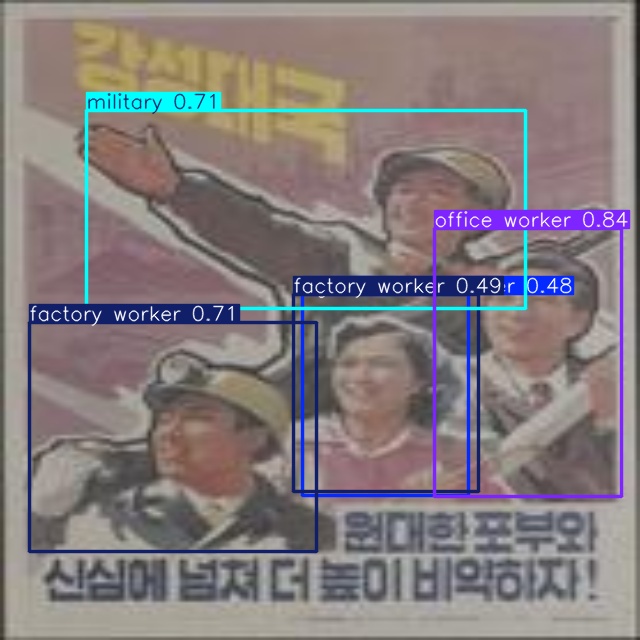 강성대국
military 0.71
office worker 0.84
factory worker 0.49
r 0.48
factory worker 0.71
원대한 포부와
신심에 넘쳐 더 높이 비약하자!